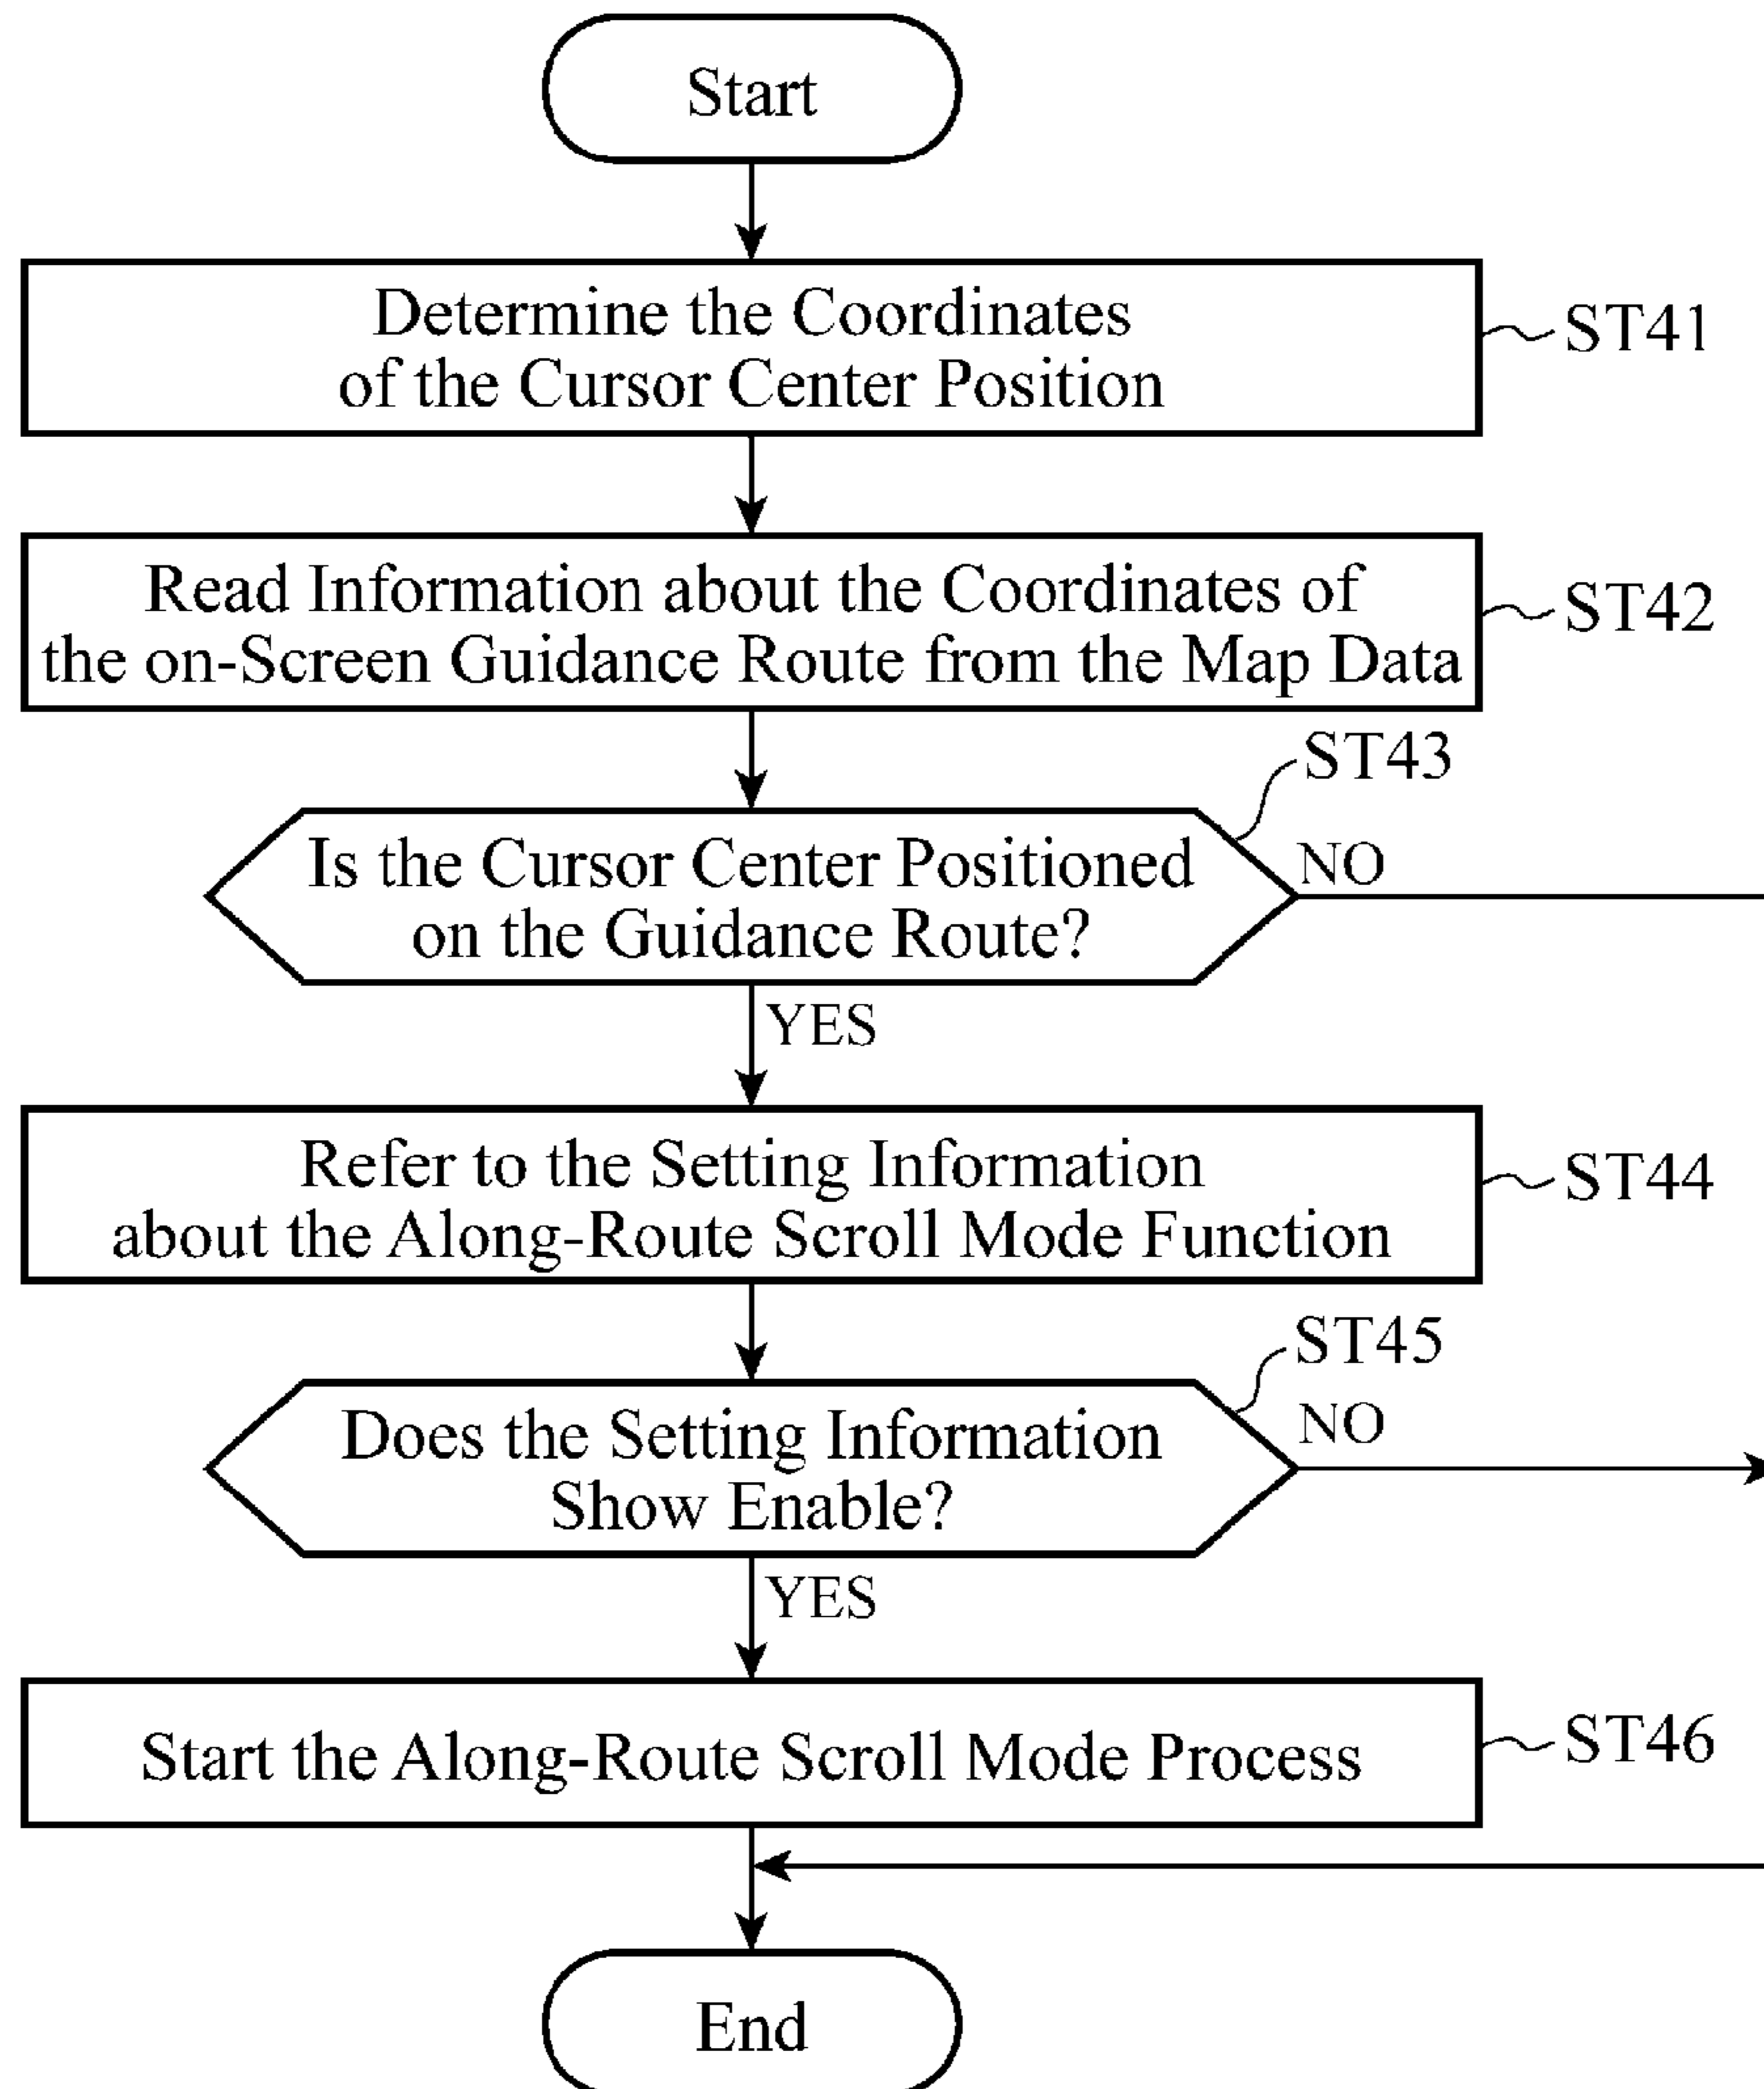 Start
Determine the Coordinates
of the Cursor Center Position
ST41
Read Information about the Coordinates of
the on-Screen Guidance Route from the Map Data
ST42
ST43
Is the Cursor Center Positioned
on the Guidance Route?
NO
YES
Refer to the Setting Information
about the Along-Route Scroll Mode Function
ST44
ST45
Does the Setting Information
Show Enable?
NO
YES
Start the Along-Route Scroll Mode Process
ST46
End